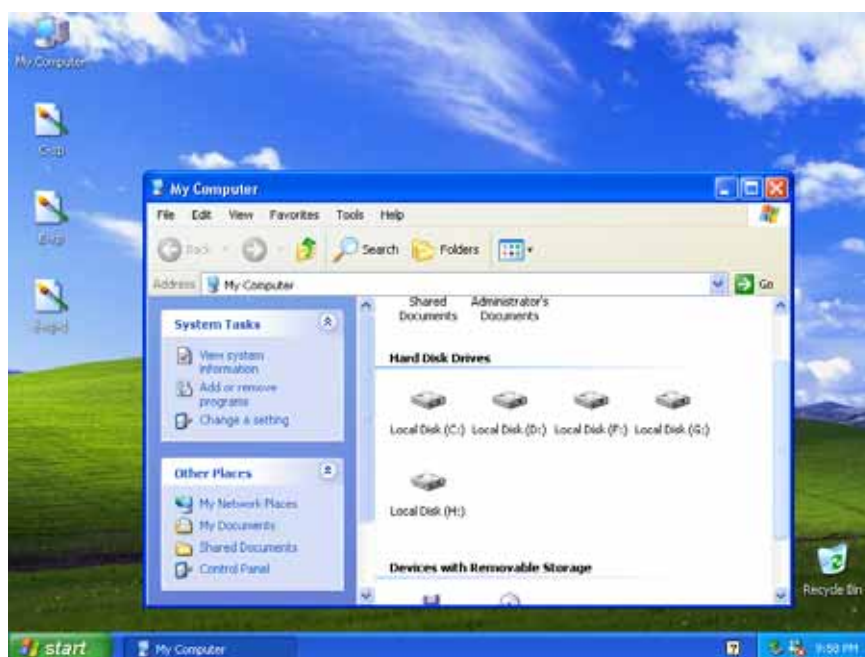 My Computer
My Computer
File Edit View Favorites Tools Help
Back Search Folders
Address My Computer Go
System Tasks
View system
information
Add or remove
programs
Change a setting
Other Places
My Network Places
My Documents
Shared Documents
Control Panel
Shared Administrator's
Documents Documents
Hard Disk Drives
Local Disk (C:) Local Disk (D:) Local Disk (F:) Local Disk (G:)
Local Disk (H:)
Devices with Removable Storage
Recycle Bin
start My Computer ? 9:58 PM